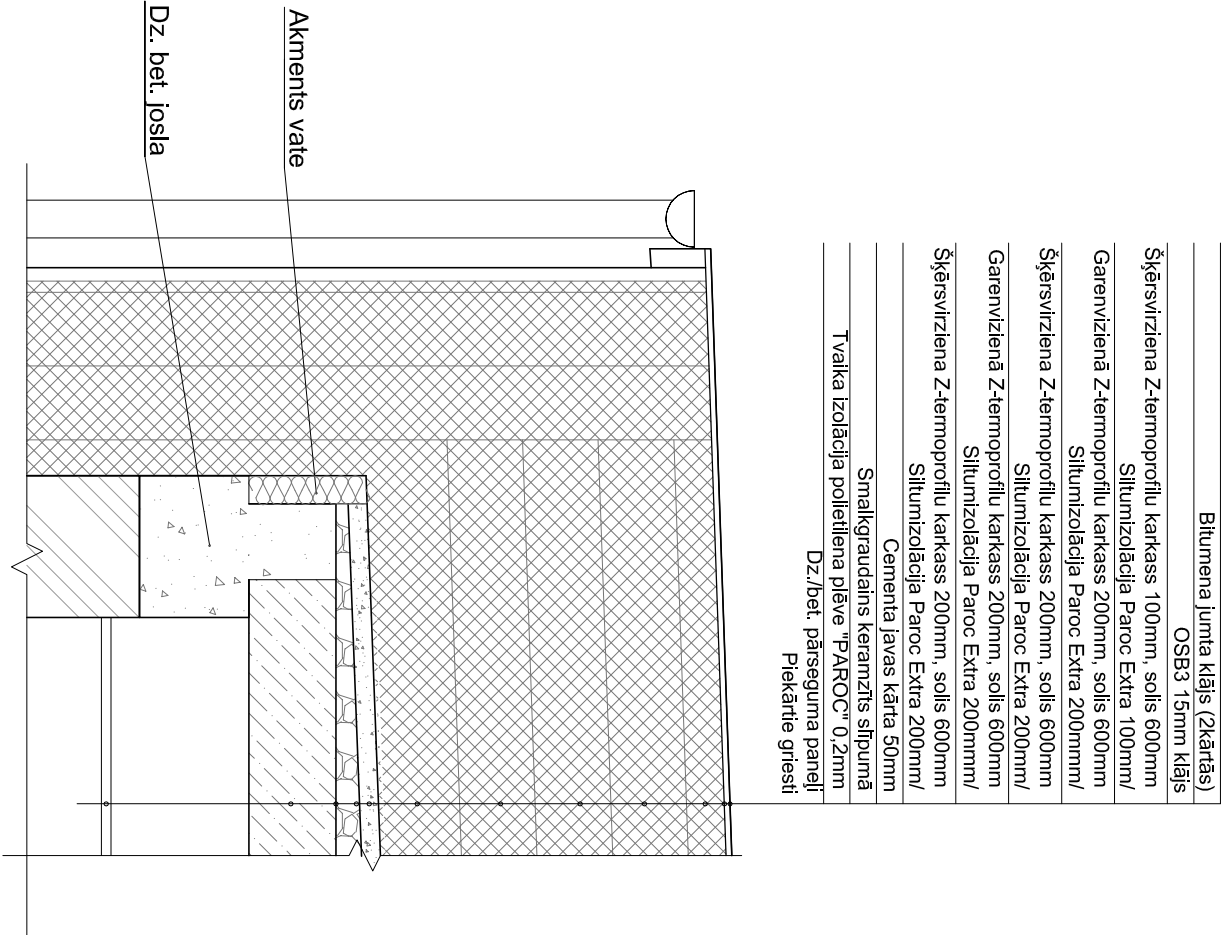 Bitumena jumta klājs (2kārtās)
OSB3 15mm klājs
Šķērsvirziena Z-termoprofilu karkass 100mm, solis 600mm
Siltumizolācija Paroc Extra 100mm/
Garenvizienā Z-termoprofilu karkass 200mm, solis 600mm
Siltumizolācija Paroc Extra 200mmm/
Šķērsvirziena Z-termoprofilu karkass 200mm, solis 600mm
Siltumizolācija Paroc Extra 200mm/
Garenvizienā Z-termoprofilu karkass 200mm, solis 600mm
Siltumizolācija Paroc Extra 200mmm/
Šķērsvirziena Z-termoprofilu karkass 200mm, solis 600mm
Siltumizolācija Paroc Extra 200mm/
Cementa javas kārta 50mm
Smalkgraudains keramzīts slīpumā
Tvaika izolācija polietilena plēve "PAROC" 0,2mm
Dz./bet. pārseguma paneļi
Piekārtie griesti
Akments vate
Dz. bet. josla